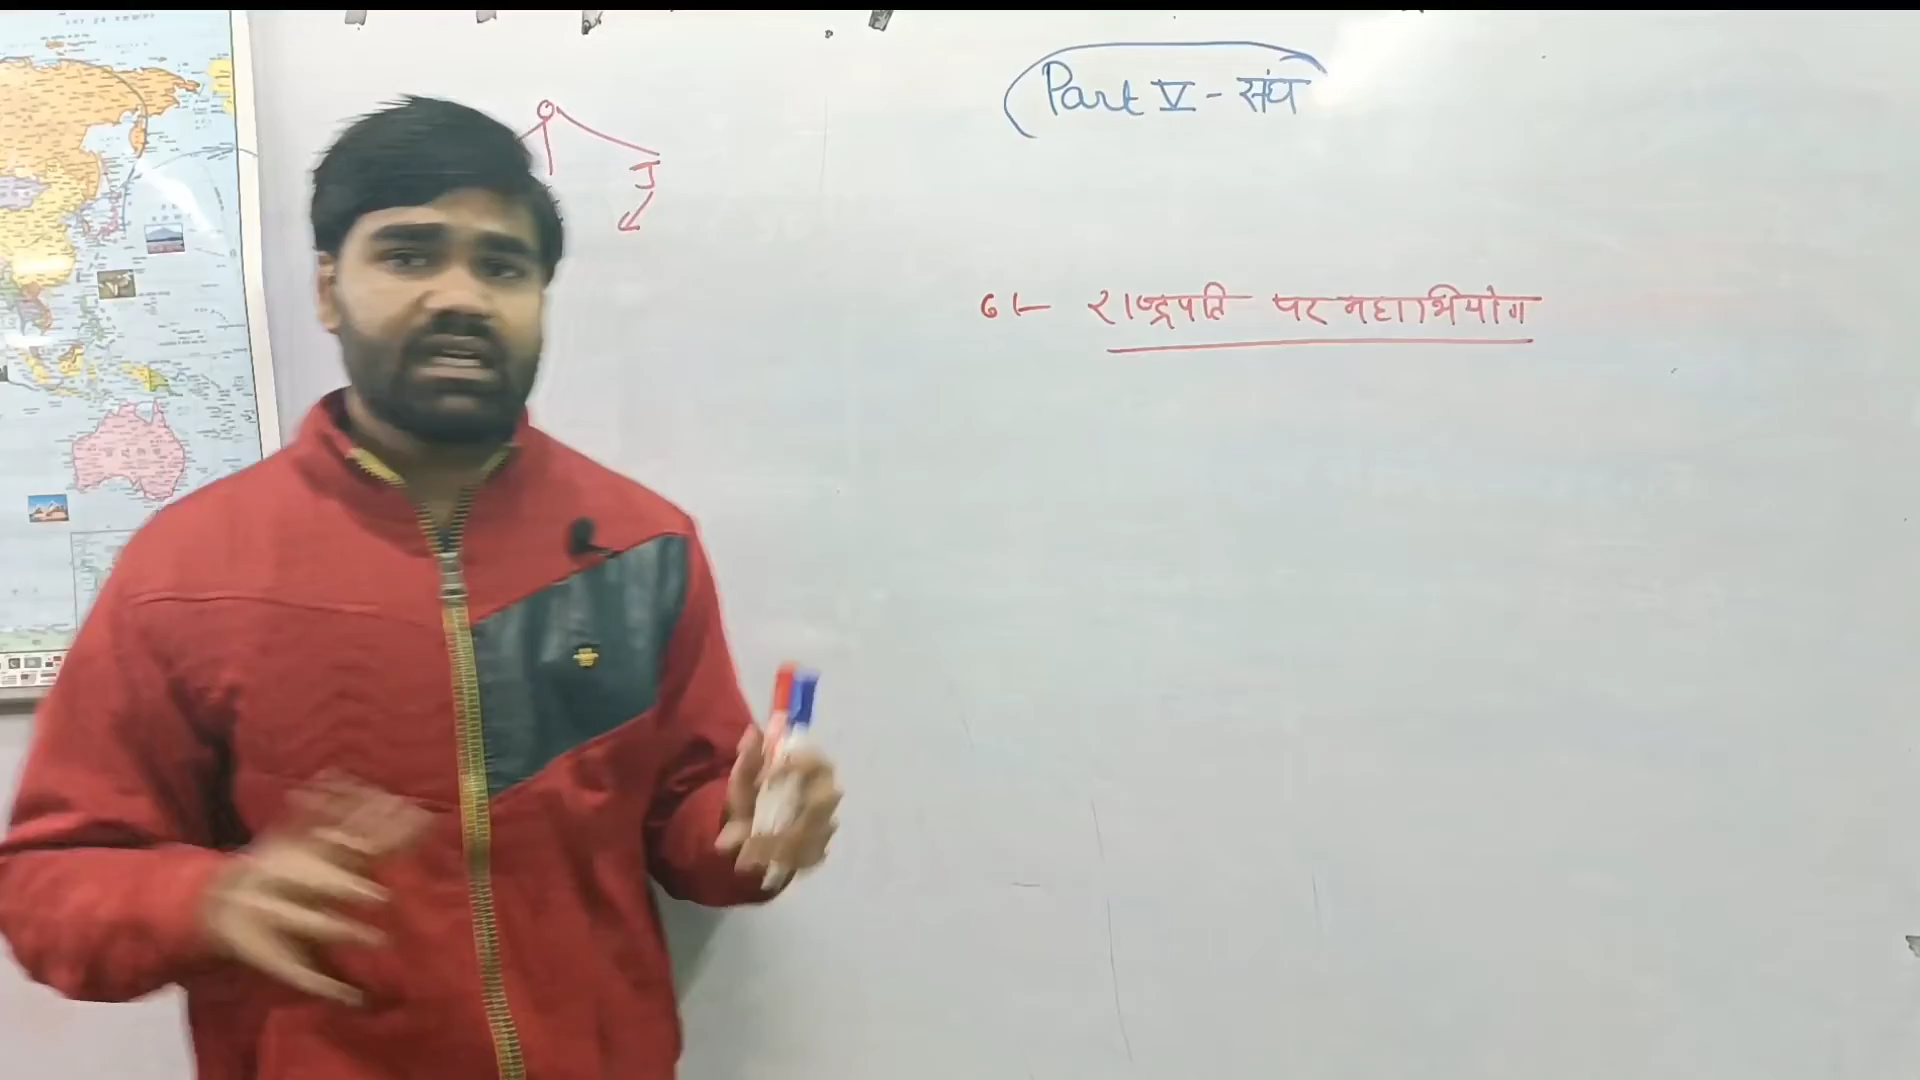 Part V - संघ
J
61- राष्ट्रपति पर महाभियोग